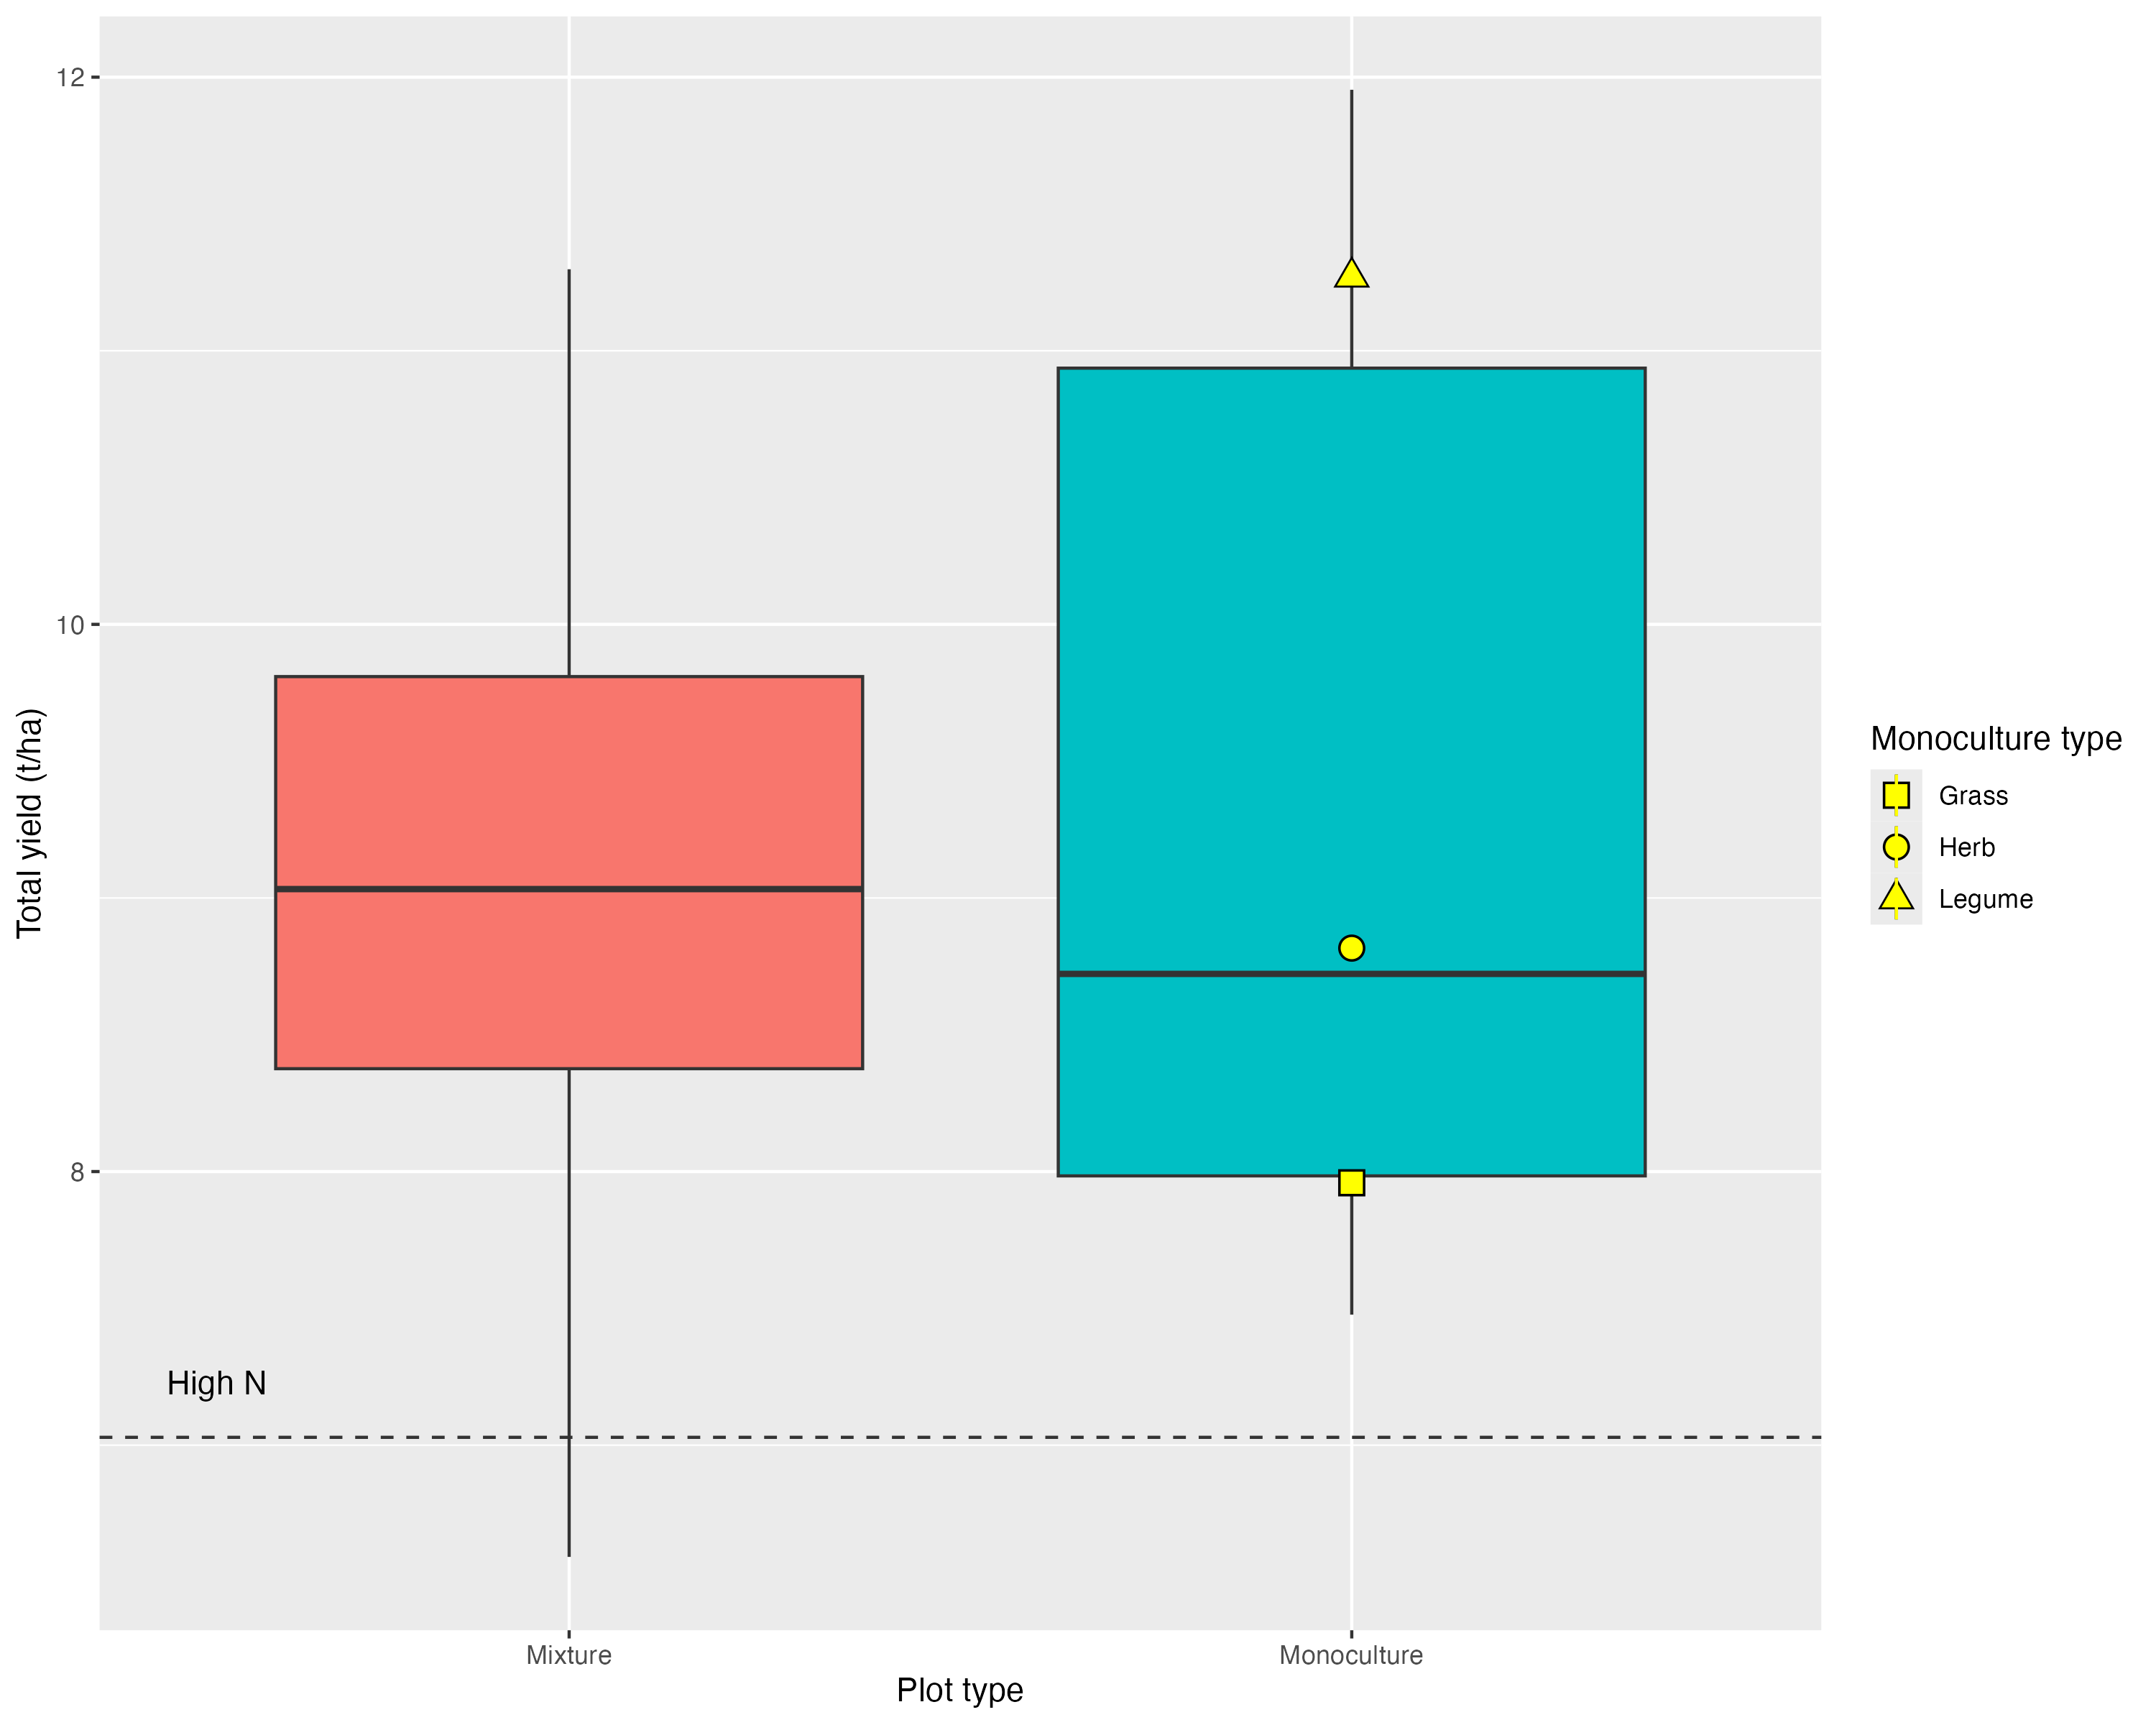 12
10
8
Total yield (t/ha)
High N
Mixture
Monoculture
Plot type
Monoculture type
Grass
Herb
Legume